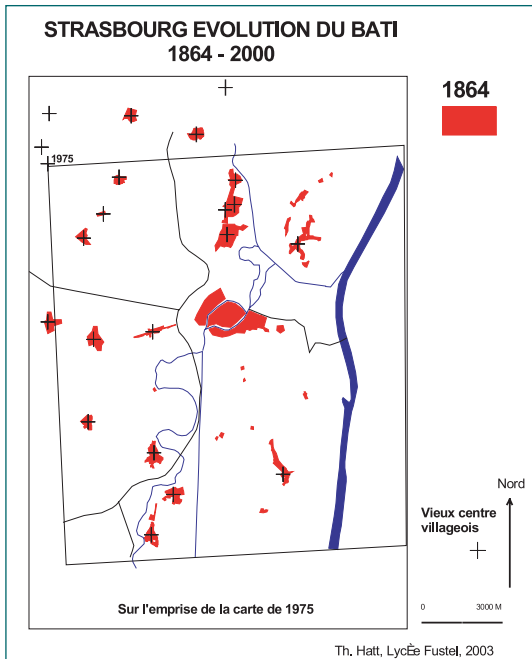 STRASBOURG EVOLUTION DU BATI
1864 - 2000
1864
1975
Nord
Vieux centre
villageois
0 3000 M
Sur l'emprise de la carte de 1975
Th. Hatt, LycÈe Fustel, 2003